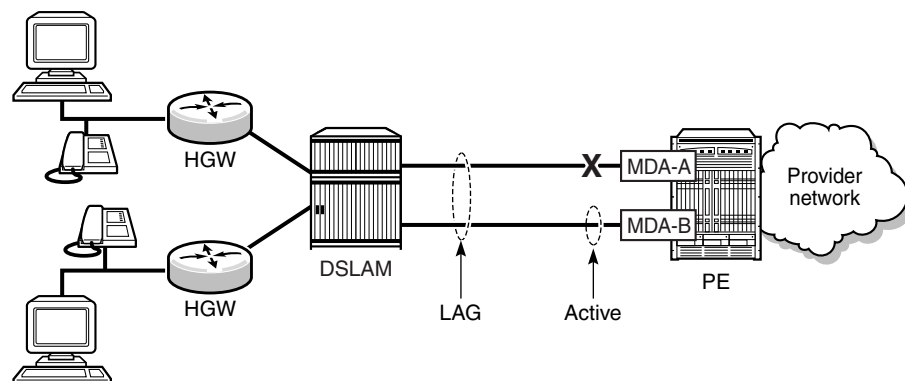 HGW
DSLAM
HGW
LAG
X
Active
MDA-A
MDA-B
PE
Provider
network